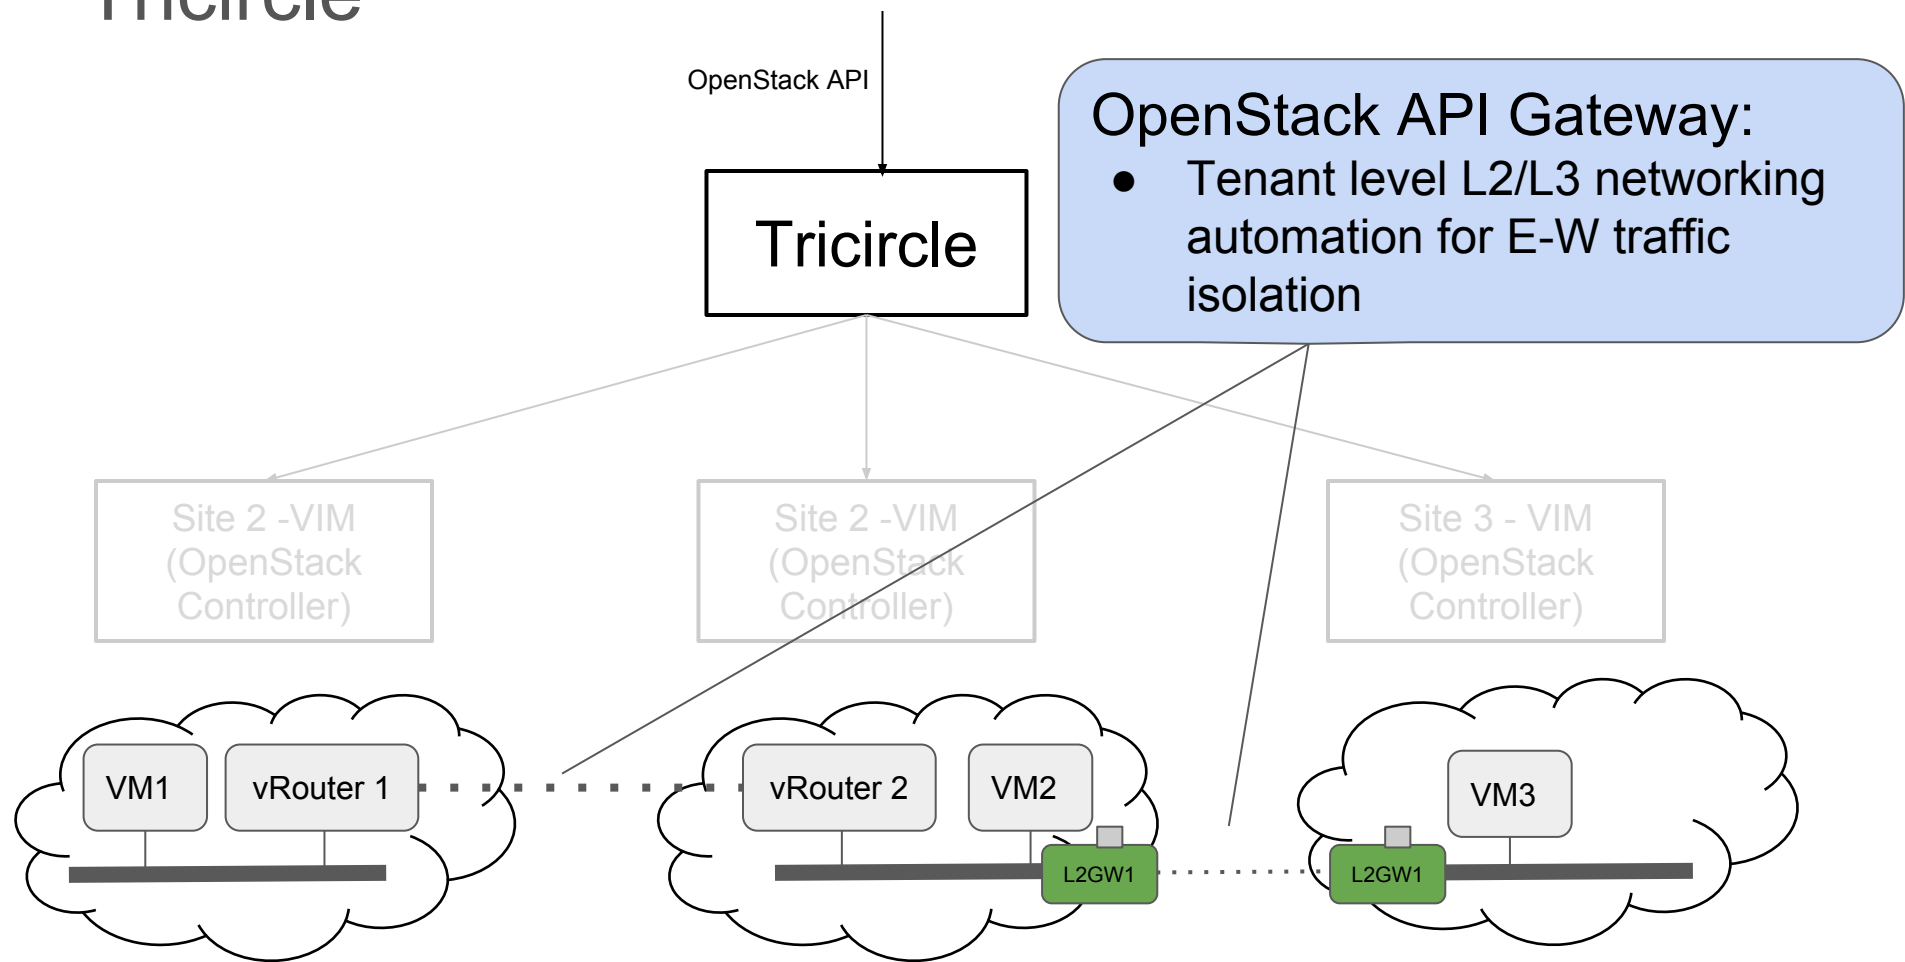 Tricircle
OpenStack API
OpenStack API Gateway:
● Tenant level L2/L3 networking
automation for E-W traffic
isolation
Tricircle
Site 2 -VIM
(OpenStack
Controller)
Site 2 -VIM
(OpenStack
Controller)
Site 3 - VIM
(OpenStack
Controller)
VM1
vRouter 1
vRouter 2
VM2
VM3
L2GW1
L2GW1